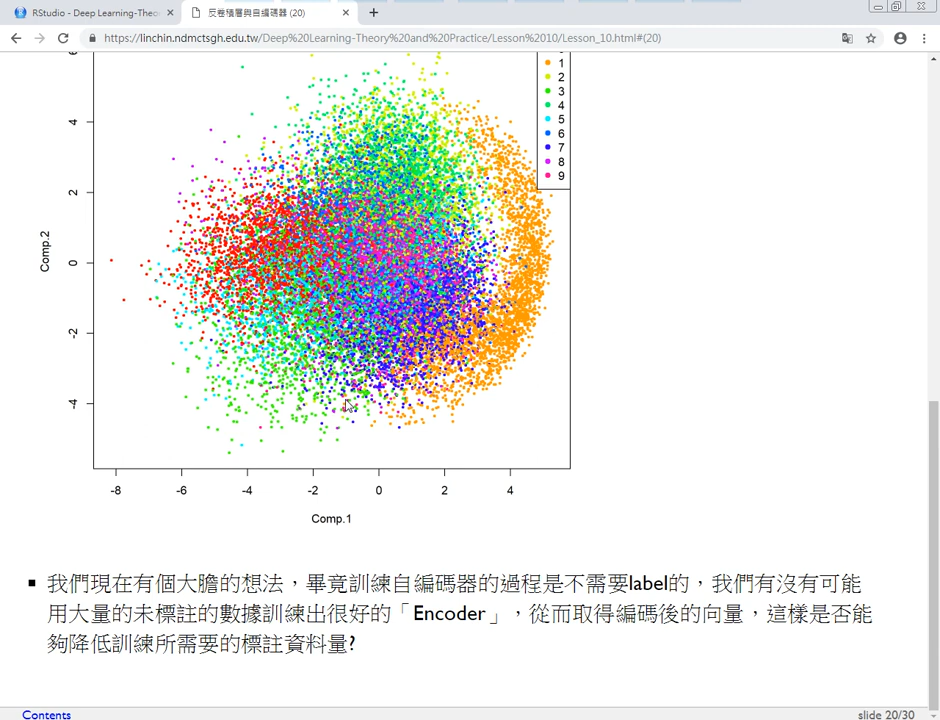 RStudio - Deep Learning-Theo
反卷積層與自編碼器 (20)
https://linchin.ndmctsgh.edu.tw/Deep%20Learning-Theory%20and%20Practice/Lesson%2010/Lesson_10.html#(20)
1
2
3
4
5
6
7
8
9
4
2
0
-2
-4
Comp.2
-8 -6 -4 -2 0 2 4
Comp.1
我們現在有個大膽的想法，畢竟訓練自編碼器的過程是不需要label的，我們有沒有可能
用大量的未標註的數據訓練出很好的「Encoder」，從而取得編碼後的向量，這樣是否能
夠降低訓練所需要的標註資料量?
Contents
slide 20/30